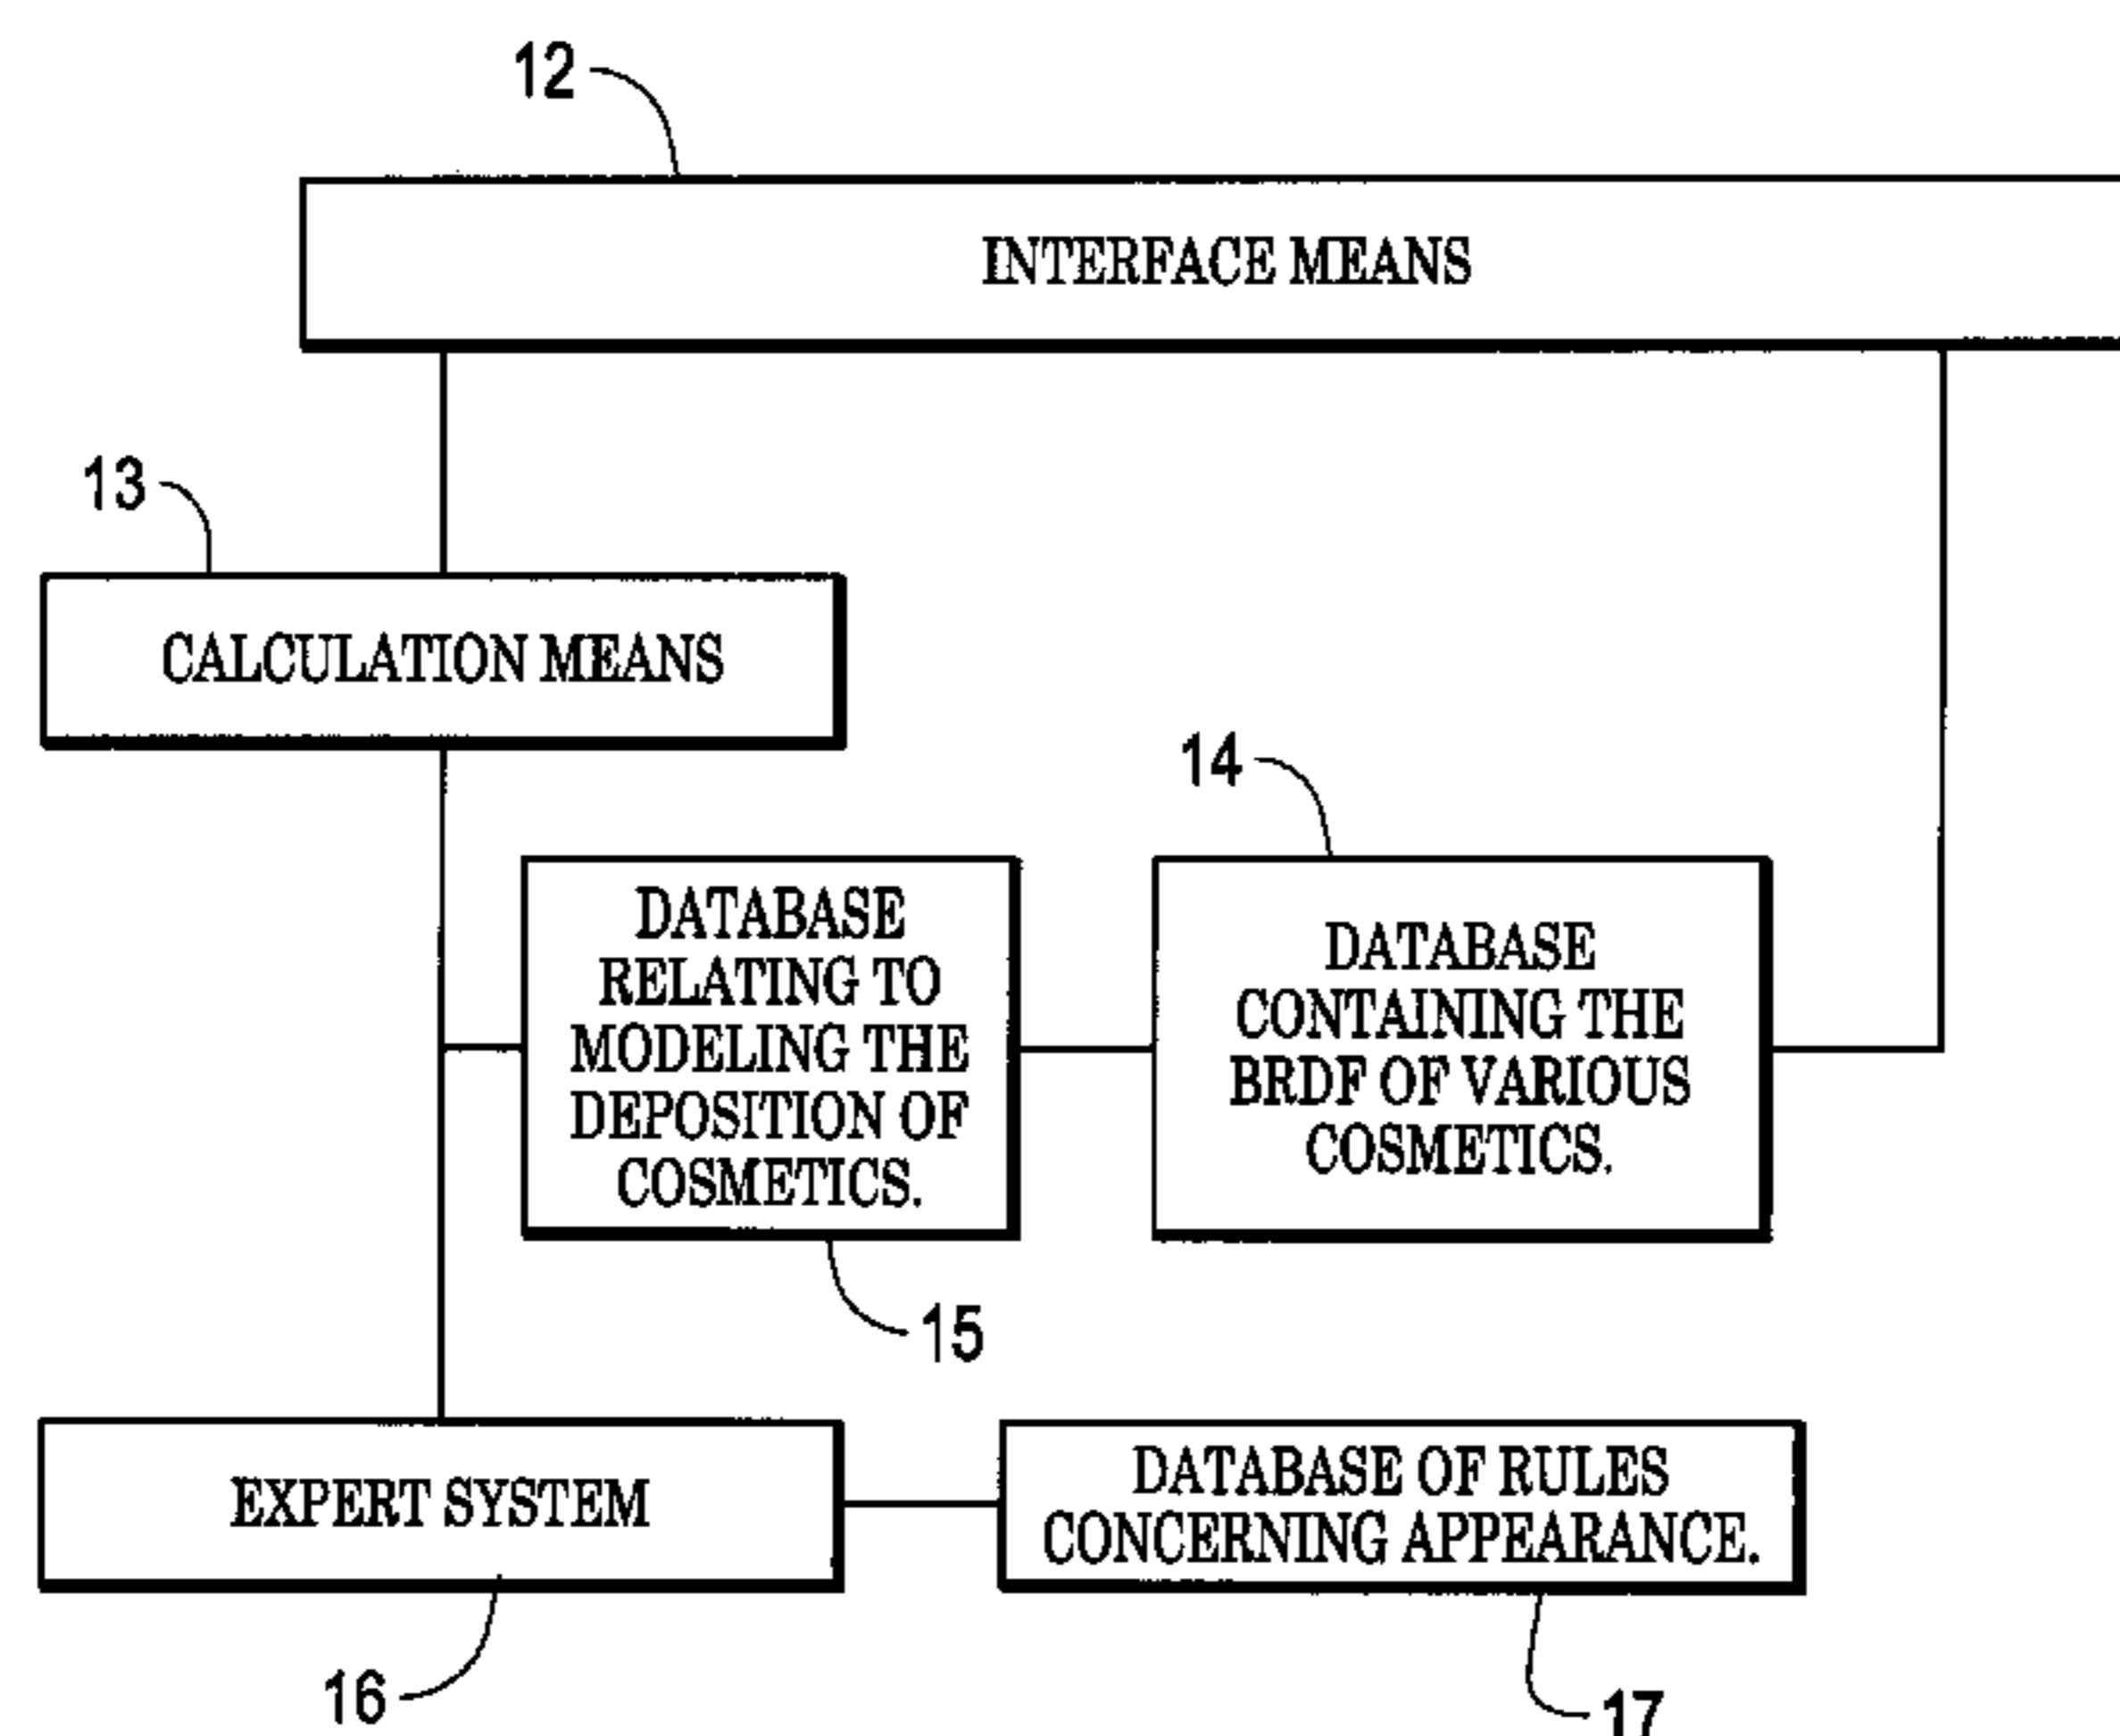 12
INTERFACE MEANS
13
CALCULATION MEANS
14
DATABASE
RELATING TO
MODELING THE
DEPOSITION OF
COSMETICS.
DATABASE
CONTAINING THE
BRDF OF VARIOUS
COSMETICS.
15
EXPERT SYSTEM
DATABASE OF RULES
CONCERNING APPEARANCE.
16
17